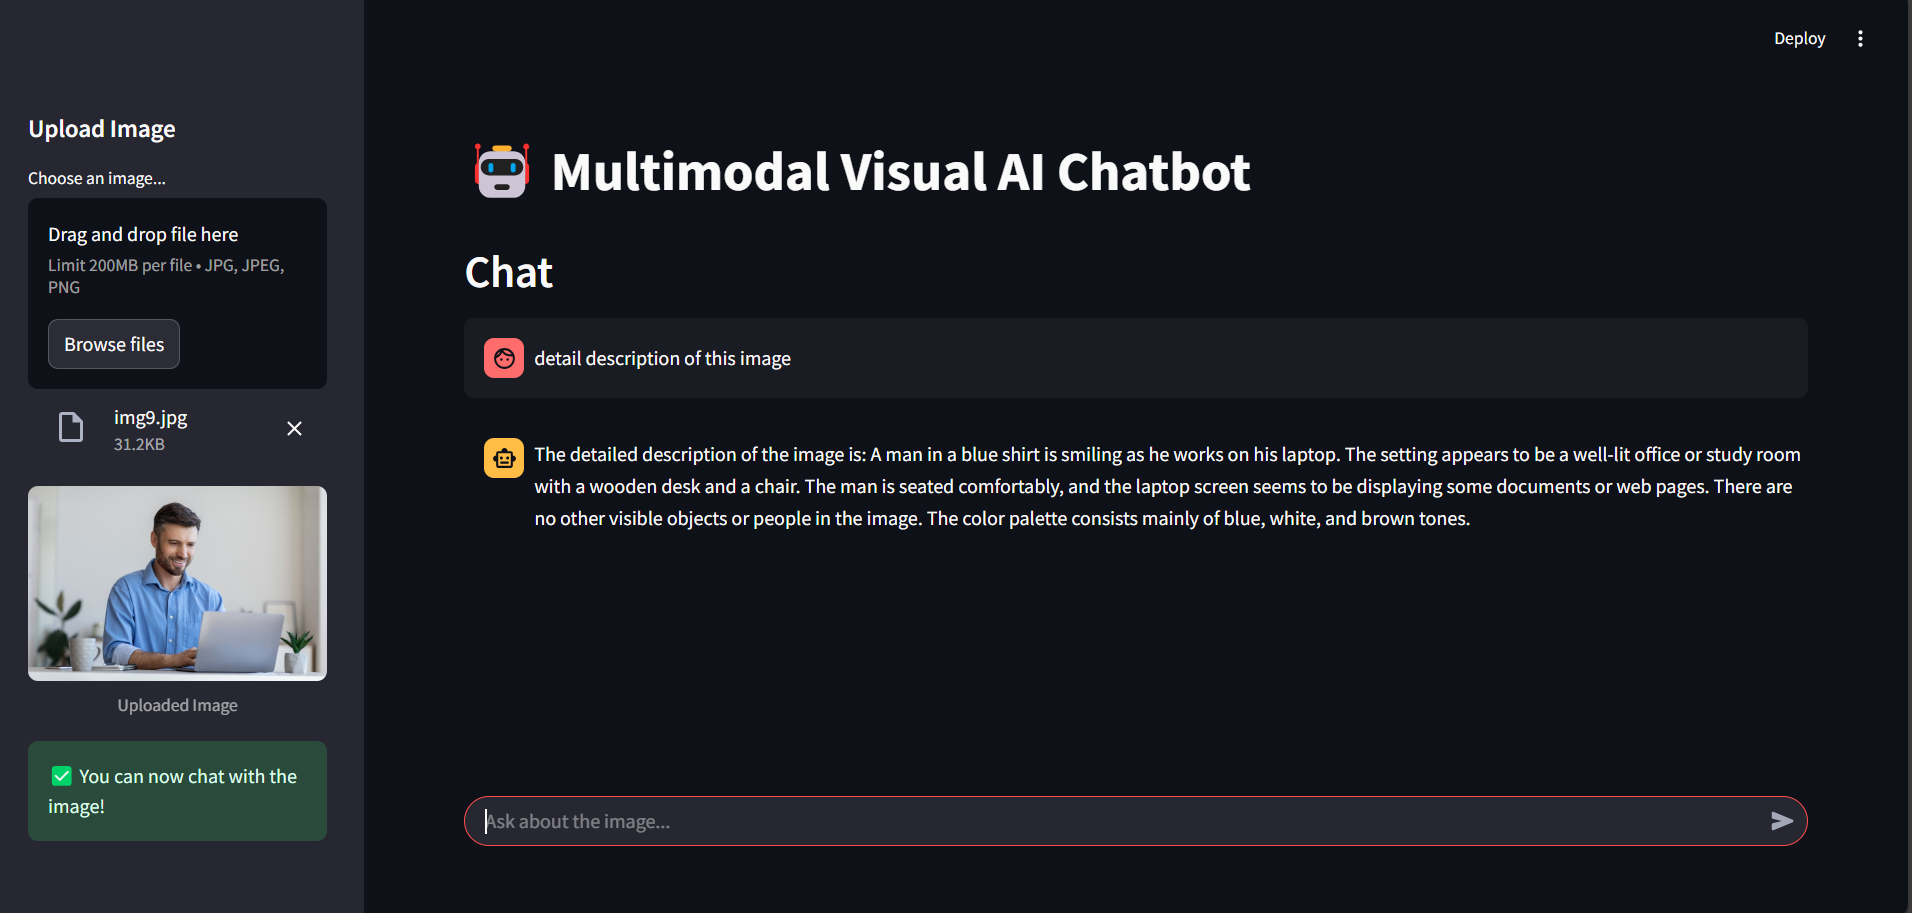 Deploy
Upload Image
Choose an image...
Drag and drop file here
Limit 200MB per file • JPG, JPEG,
PNG
Browse files
img9.jpg
31.2KB
Uploaded Image
✅ You can now chat with the
image!
Multimodal Visual AI Chatbot
Chat
detail description of this image
The detailed description of the image is: A man in a blue shirt is smiling as he works on his laptop. The setting appears to be a well-lit office or study room
with a wooden desk and a chair. The man is seated comfortably, and the laptop screen seems to be displaying some documents or web pages. There are
no other visible objects or people in the image. The color palette consists mainly of blue, white, and brown tones.
Ask about the image...